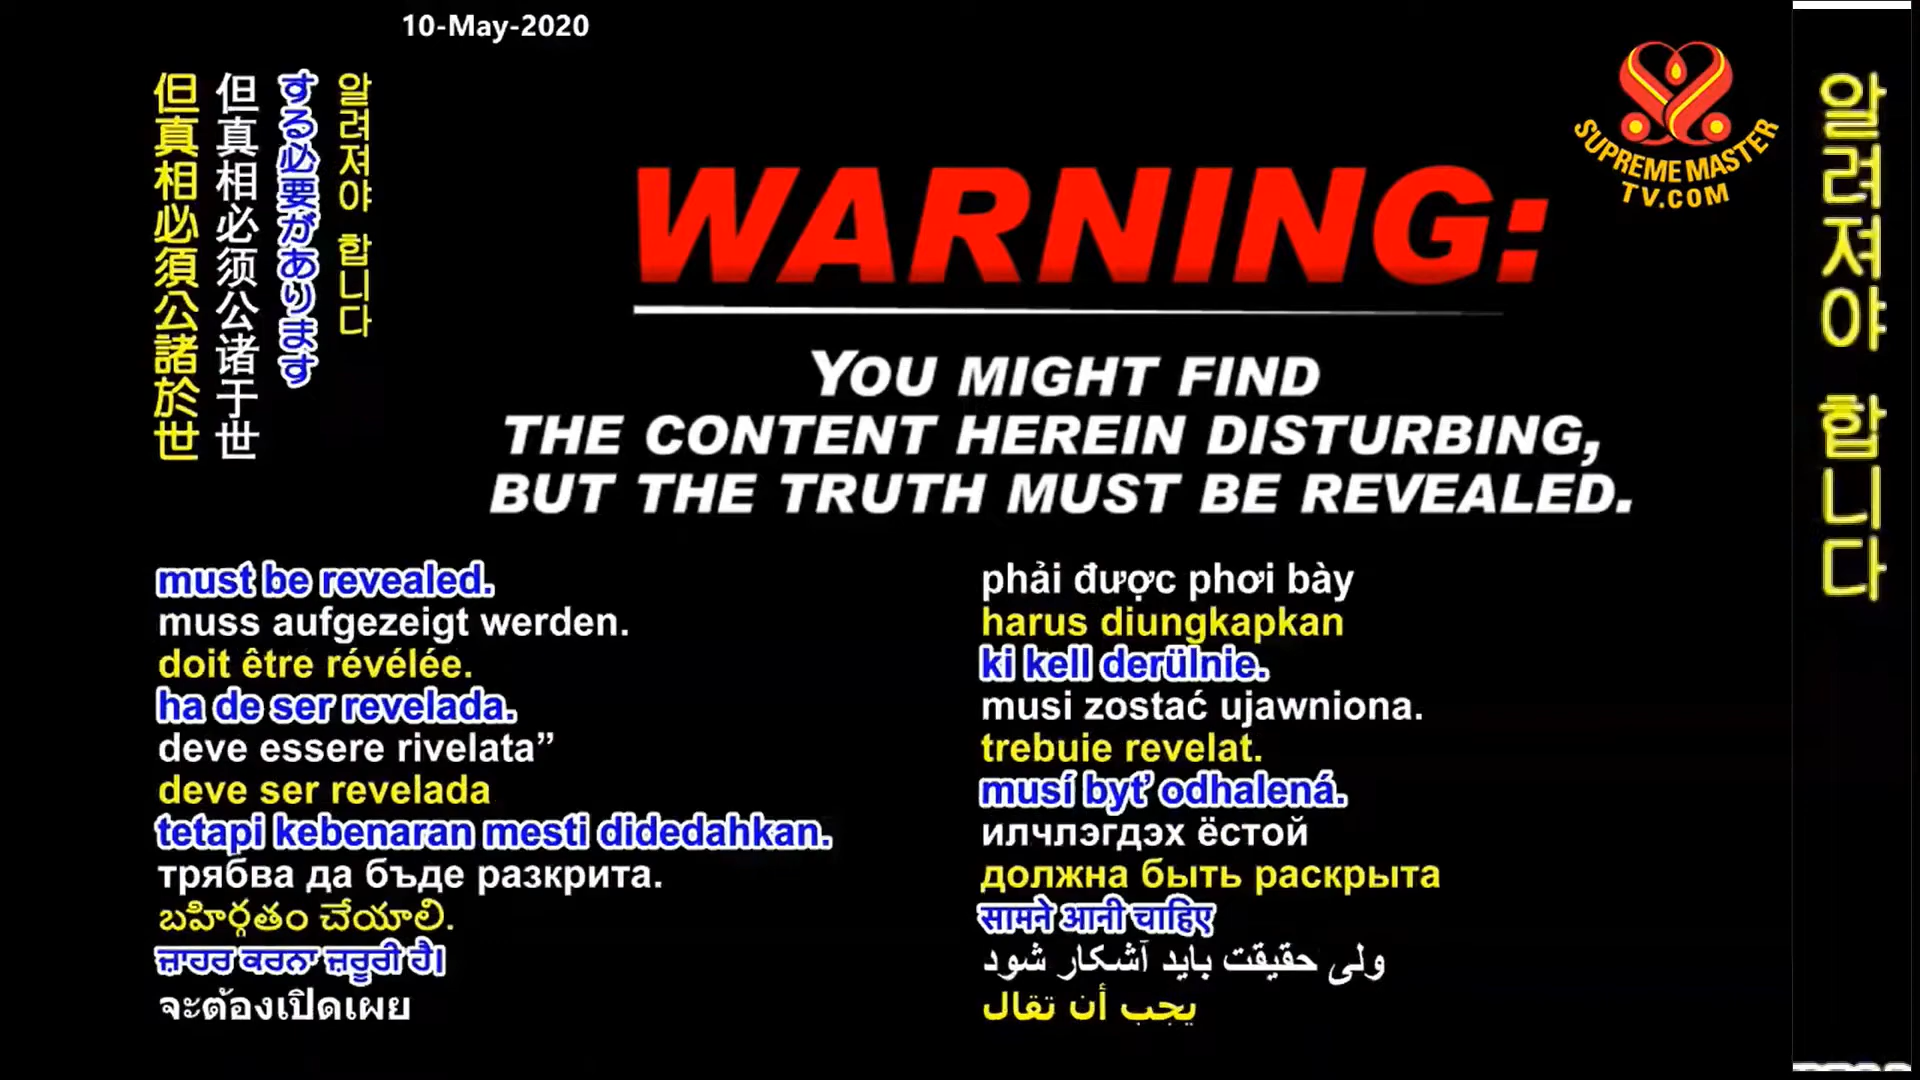 10-May-2020
但真相必須公諸於世
但真相必须公诸于世
する必要があります
알려져야 합니다
SUPREME MASTER
TV.COM
WARNING:
YOU MIGHT FIND
THE CONTENT HEREIN DISTURBING,
BUT THE TRUTH MUST BE REVEALED.
must be revealed.
muss aufgezeigt werden.
doit être révélée.
ha de ser revelada.
deve essere rivelata”
deve ser revelada
tetapi kebenaran mesti didedahkan.
трябва да бъде разкрита.
బహిర్గతం చేయాలి.
ਜ਼ਾਹਰ ਕਰਨਾ ਜ਼ਰੂਰੀ ਹੈ।
จะต้องเปิดเผย
phải được phơi bày
harus diungkapkan
ki kell derülnie.
musi zostać ujawniona.
trebuie revelat.
musí byť odhalená.
илчлэгдэх ёстой
должна быть раскрыта
सामने आनी चाहिए
ولی حقیقت باید آشکار شود
يجب أن تقال
알려져야 합니다